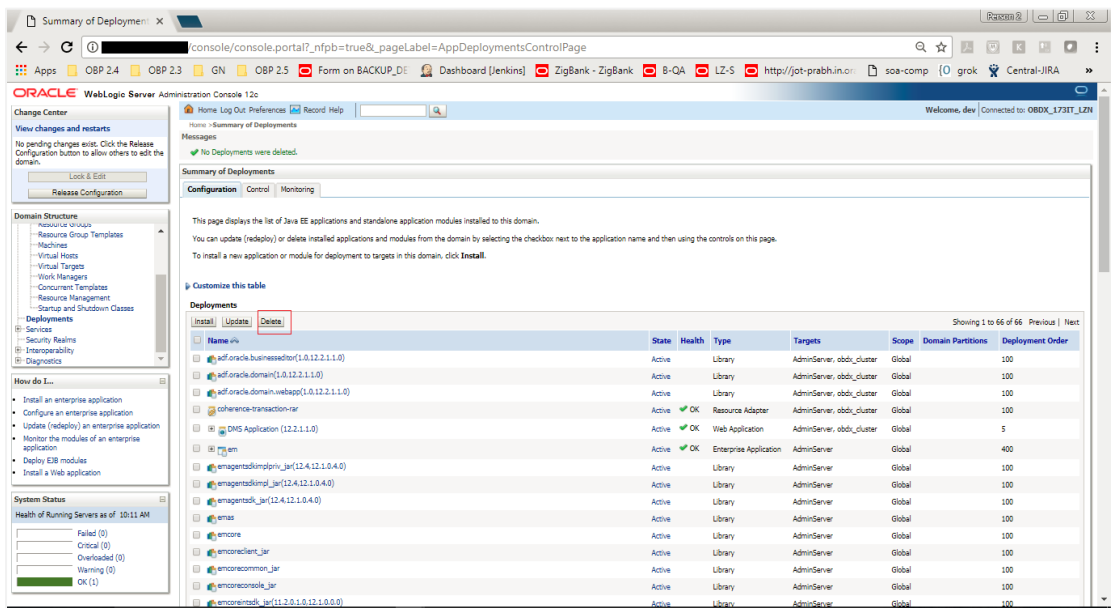 Summary of Deployment
Person 2
/console/console.portal?_nfpb=true&_pageLabel=AppDeploymentsControlPage
Apps OBP 2.4 OBP 2.3 GN OBP 2.5 Form on BACKUP_DE Dashboard [Jenkins] ZigBank - ZigBank B-QA LZ-S http://jot-prabh.in.or soa-comp {O grok Central-JIRA »
ORACLE WebLogic Server Administration Console 12c
Change Center
View changes and restarts
No pending changes exist. Click the Release
Configuration button to allow others to edit the
domain.
Lock & Edit
Release Configuration
Domain Structure
Resource Groups
Resource Group Templates
Machines
Virtual Hosts
Virtual Targets
Work Managers
Concurrent Templates
Resource Management
Startup and Shutdown Classes
Deployments
Services
Security Realms
Interoperability
Diagnostics
How do I...
• Install an enterprise application
• Configure an enterprise application
• Update (redeploy) an enterprise application
• Monitor the modules of an enterprise
application
• Deploy EJB modules
• Install a Web application
System Status
Health of Running Servers as of 10:11 AM
Failed (0)
Critical (0)
Overloaded (0)
Warning (0)
OK (1)
Home Log Out Preferences Record Help
Welcome, dev Connected to: OBDX_173IT_LZN
Home >Summary of Deployments
Messages
No Deployments were deleted.
Summary of Deployments
Configuration Control Monitoring
This page displays the list of Java EE applications and standalone application modules installed to this domain.
You can update (redeploy) or delete installed applications and modules from the domain by selecting the checkbox next to the application name and then using the controls on this page.
To install a new application or module for deployment to targets in this domain, click Install.
Customize this table
Deployments
Install Update Delete Showing 1 to 66 of 66 Previous | Next
Name State Health Type Targets Scope Domain Partitions Deployment Order
adf.oracle.businesseditor(1.0,12.2.1.1.0) Active Library AdminServer, obdx_cluster Global 100
adf.oracle.domain(1.0,12.2.1.1.0) Active Library AdminServer, obdx_cluster Global 100
adf.oracle.domain.webapp(1.0,12.2.1.1.0) Active Library AdminServer, obdx_cluster Global 100
coherence-transaction-rar Active OK Resource Adapter AdminServer, obdx_cluster Global 100
DMS Application (12.2.1.1.0) Active OK Web Application AdminServer, obdx_cluster Global 5
em Active OK Enterprise Application AdminServer Global 400
emagentsdkimplpriv_jar(12.4,12.1.0.4.0) Active Library AdminServer Global 100
emagentsdkimpl_jar(12.4,12.1.0.4.0) Active Library AdminServer Global 100
emagentsdk_jar(12.4,12.1.0.4.0) Active Library AdminServer Global 100
emas Active Library AdminServer Global 100
emcore Active Library AdminServer Global 100
emcoreclient_jar Active Library AdminServer Global 100
emcorecommon_jar Active Library AdminServer Global 100
emcoreconsole_jar Active Library AdminServer Global 100
emcoreintsdk_jar(11.2.0.1.0,12.1.0.0.0) Active Library AdminServer Global 100